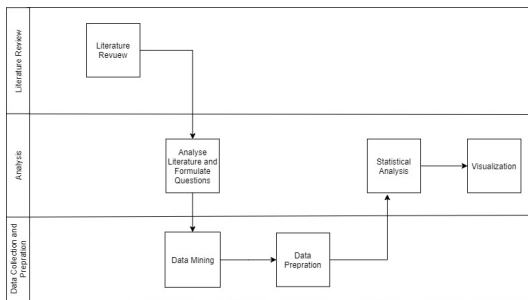 Literature Review
Literature
Revuew
Analysis
Analyse
Literature and
Formulate
Questions
Statistical
Analysis
Visualization
Data Collection and
Prepration
Data Mining
Data
Prepration